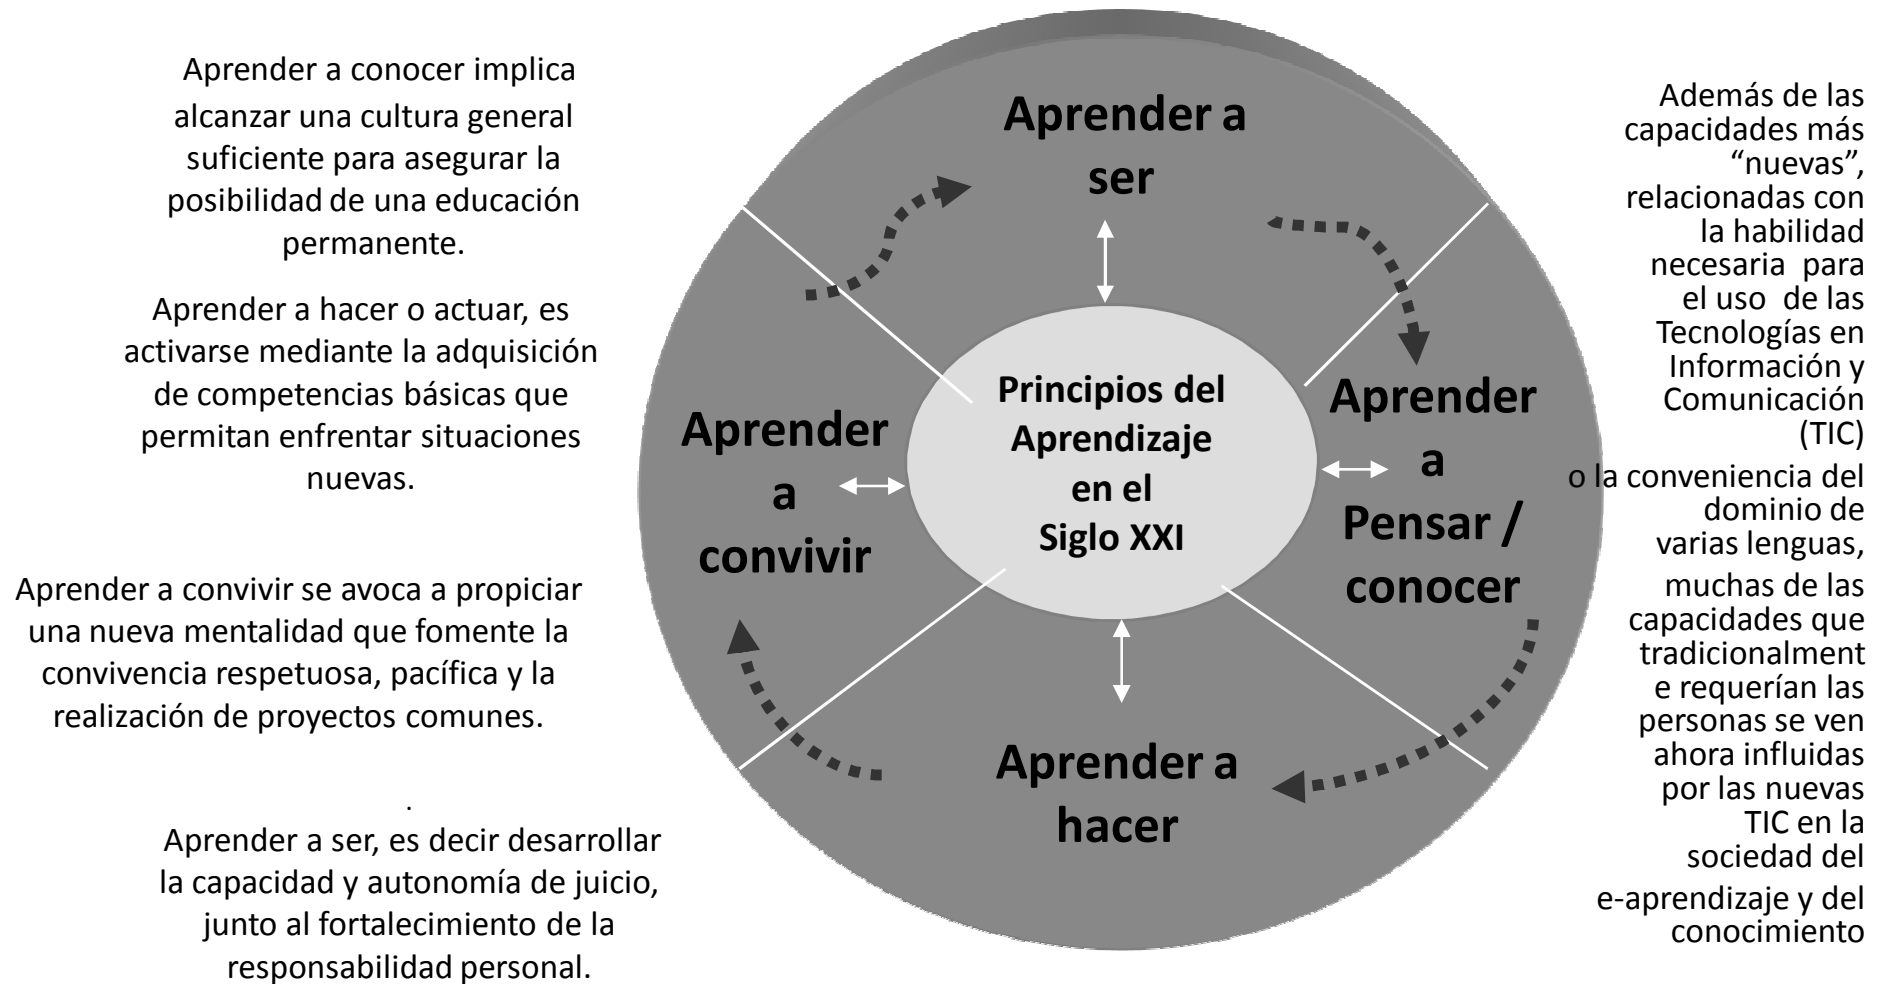 Aprender a conocer implica
alcanzar una cultura general
suficiente para asegurar la
posibilidad de una educación
permanente.
Aprender a hacer o actuar, es
activarse mediante la adquisición
de competencias básicas que
permitan enfrentar situaciones
nuevas.
Aprender a convivir se avoca a propiciar
una nueva mentalidad que fomente la
convivencia respetuosa, pacífica y la
realización de proyectos comunes.
.
Aprender a ser, es decir desarrollar
la capacidad y autonomía de juicio,
junto al fortalecimiento de la
responsabilidad personal.
Aprender a
ser
Aprender
a
convivir
Principios del
Aprendizaje
en el
Siglo XXI
Aprender
a
Pensar /
conocer
Aprender a
hacer
Además de las
capacidades más
“nuevas”,
relacionadas con
la habilidad
necesaria para
el uso de las
Tecnologías en
Información y
Comunicación
(TIC)
o la conveniencia del
dominio de
varias lenguas,
muchas de las
capacidades que
tradicionalment
e requerían las
personas se ven
ahora influidas
por las nuevas
TIC en la
sociedad del
e-aprendizaje y del
conocimiento